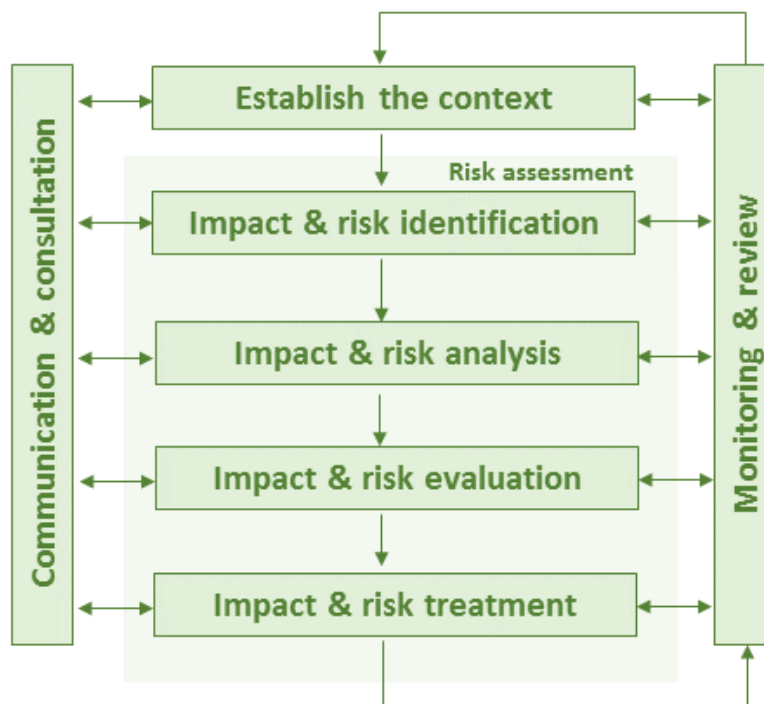 Establish the context
Risk assessment
Impact & risk identification
Impact & risk analysis
Impact & risk evaluation
Impact & risk treatment
Communication & consultation
Monitoring & review